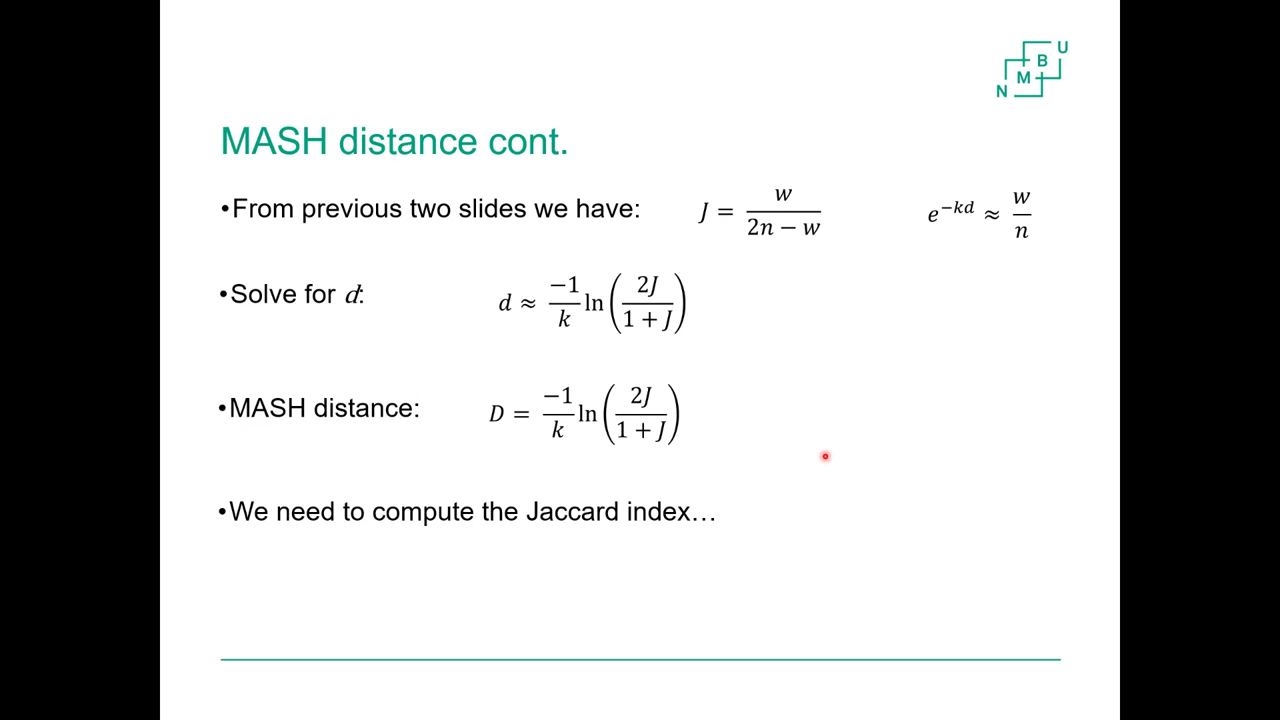 N M B U
MASH distance cont.
•From previous two slides we have: J = w / (2n − w)    e^{−kd} ≈ w / n
•Solve for d: d ≈ −1/k ln(2J / (1 + J))
•MASH distance: D = −1/k ln(2J / (1 + J))
•We need to compute the Jaccard index…